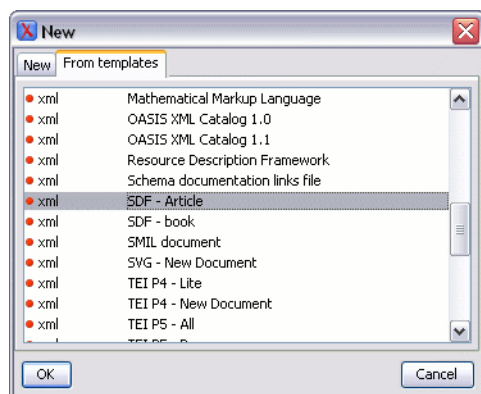 New
New From templates
xml Mathematical Markup Language
xml OASIS XML Catalog 1.0
xml OASIS XML Catalog 1.1
xml Resource Description Framework
xml Schema documentation links file
xml SDF - Article
xml SDF - book
xml SMIL document
xml SVG - New Document
xml TEI P4 - Lite
xml TEI P4 - New Document
xml TEI P5 - All
OK Cancel